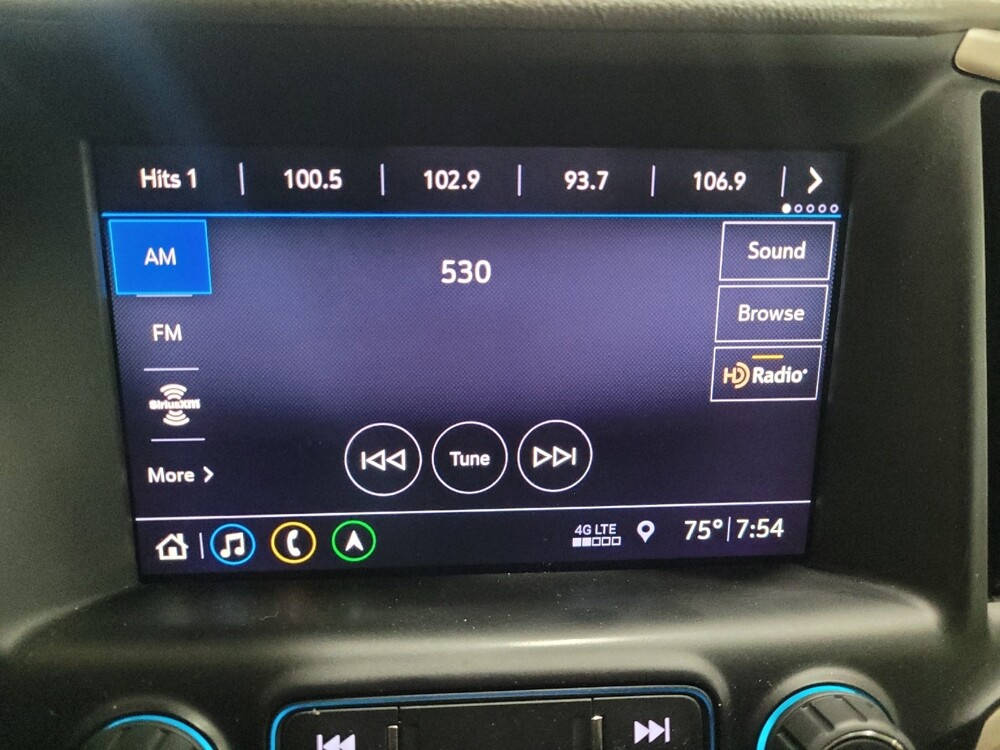 Hits 1 | 100.5 | 102.9 | 93.7 | 106.9
AM
530
Sound
FM
Browse
HD Radio
SiriusXM
More
Tune
4G LTE
75° | 7:54